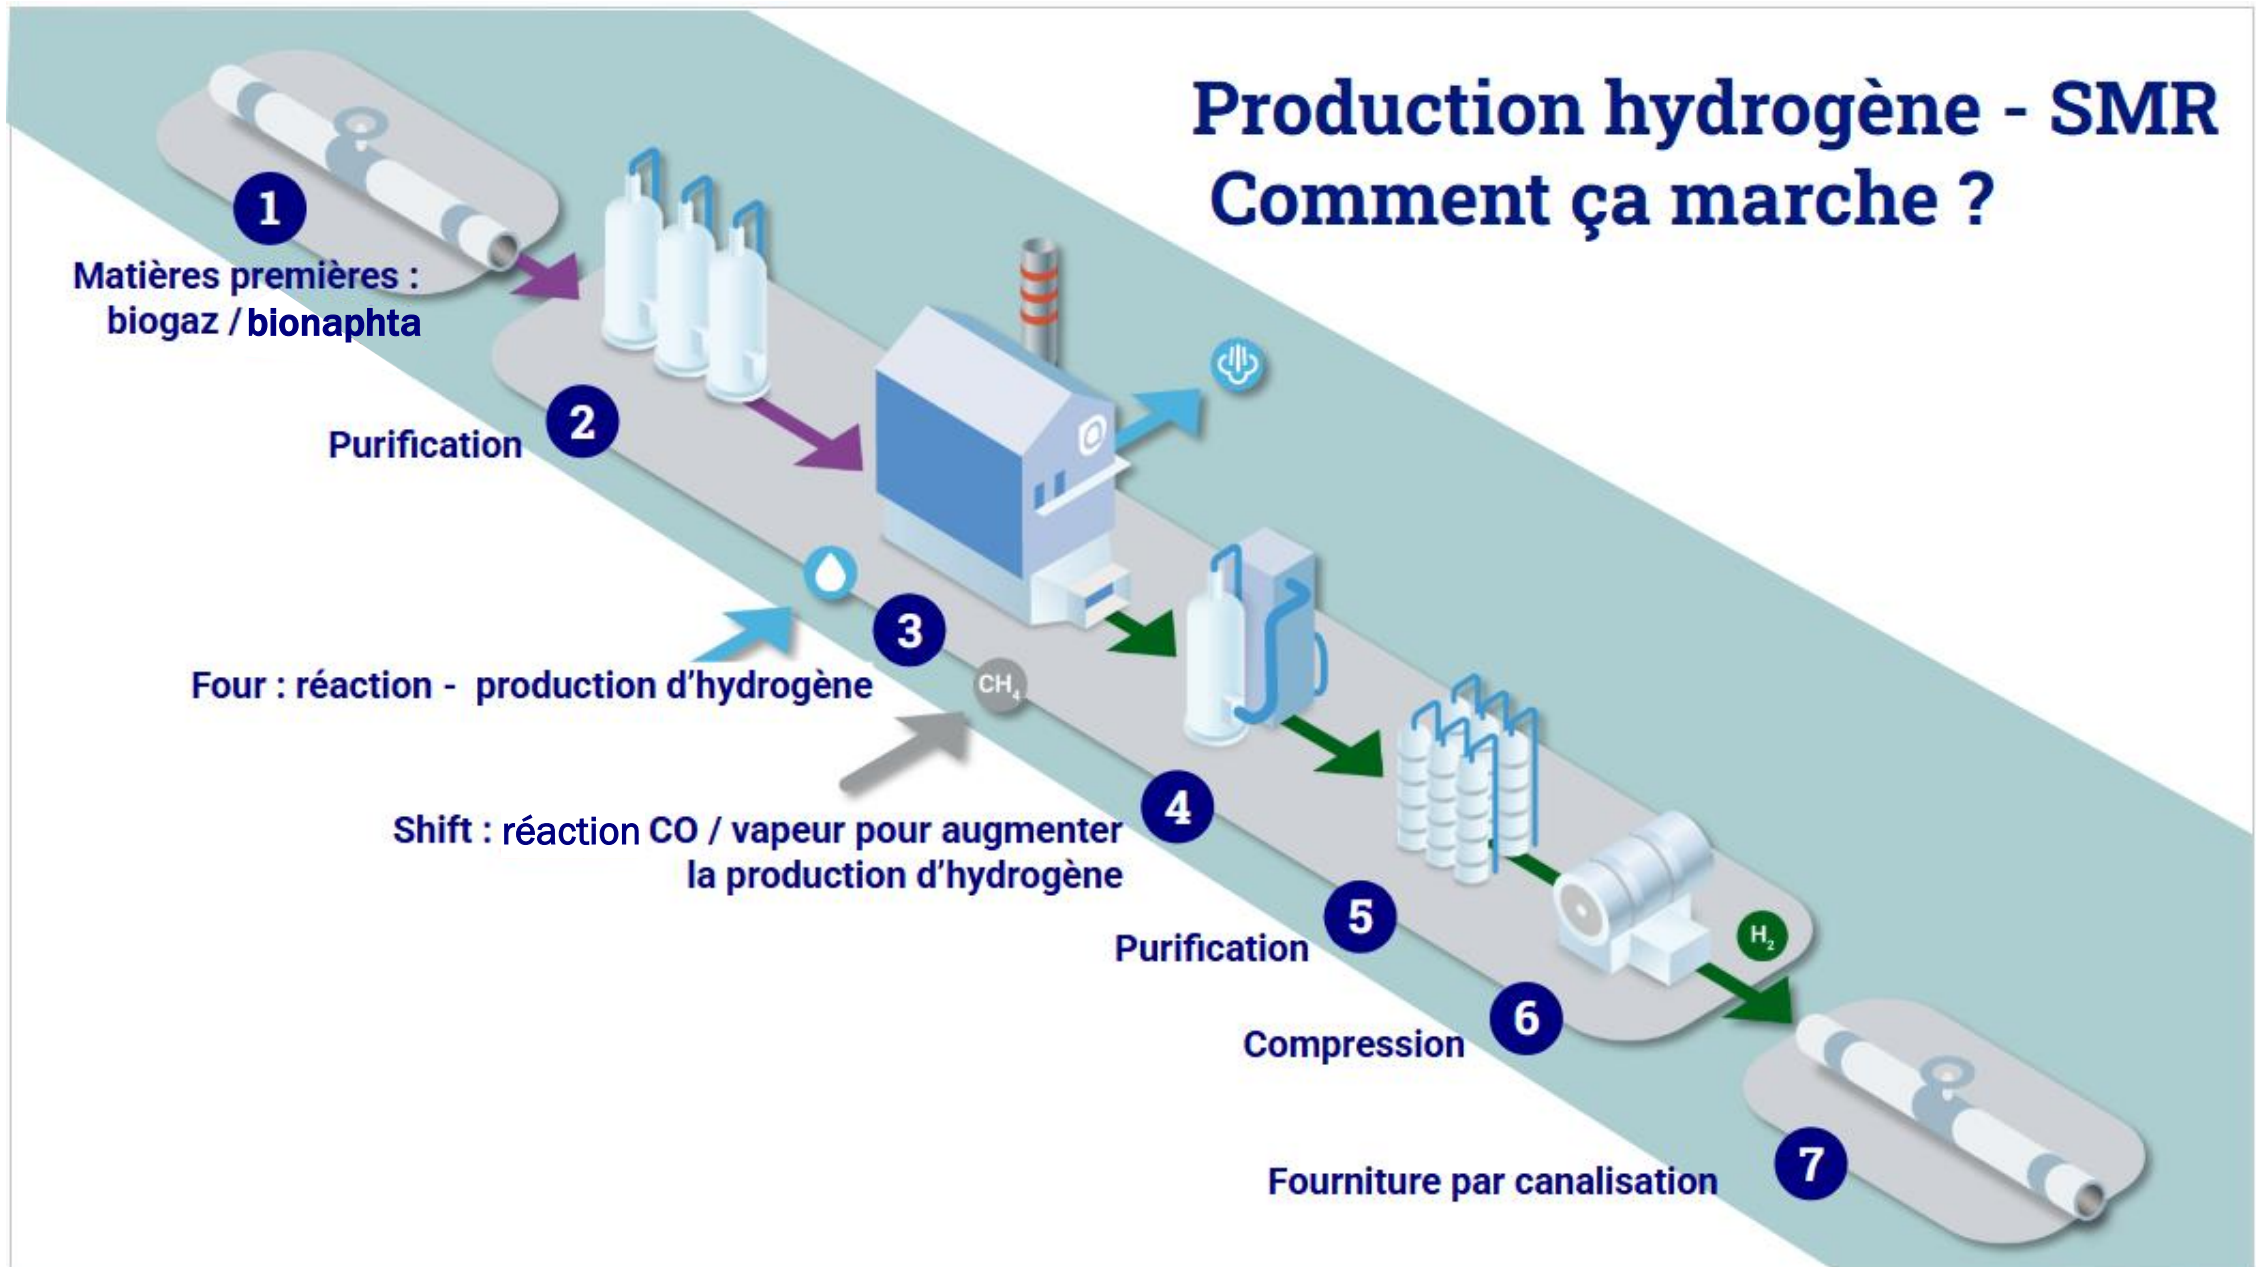 Production hydrogène - SMR
Comment ça marche ?
1
Matières premières :
biogaz / bionaphta
2
Purification
3
Four : réaction - production d'hydrogène
CH₄
4
Shift : réaction CO / vapeur pour augmenter
la production d'hydrogène
5
Purification
6
Compression
H₂
7
Fourniture par canalisation